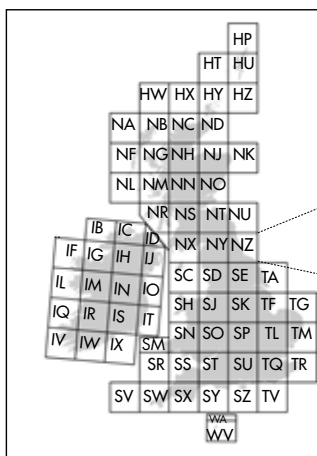 HP
HT HU
HW HX HY HZ
NA NB NC ND
NF NG NH NJ NK
NL NM NN NO
NR NS NT NU
IB IC ID NX NY NZ
IF IG IH IJ
SC SD SE TA
IL IM IN IO
SH SJ SK TF TG
IQ IR IS IT
SN SO SP TL TM
IV IW IX SM
SR SS ST SU TQ TR
SV SW SX SY SZ TV
WA
WV